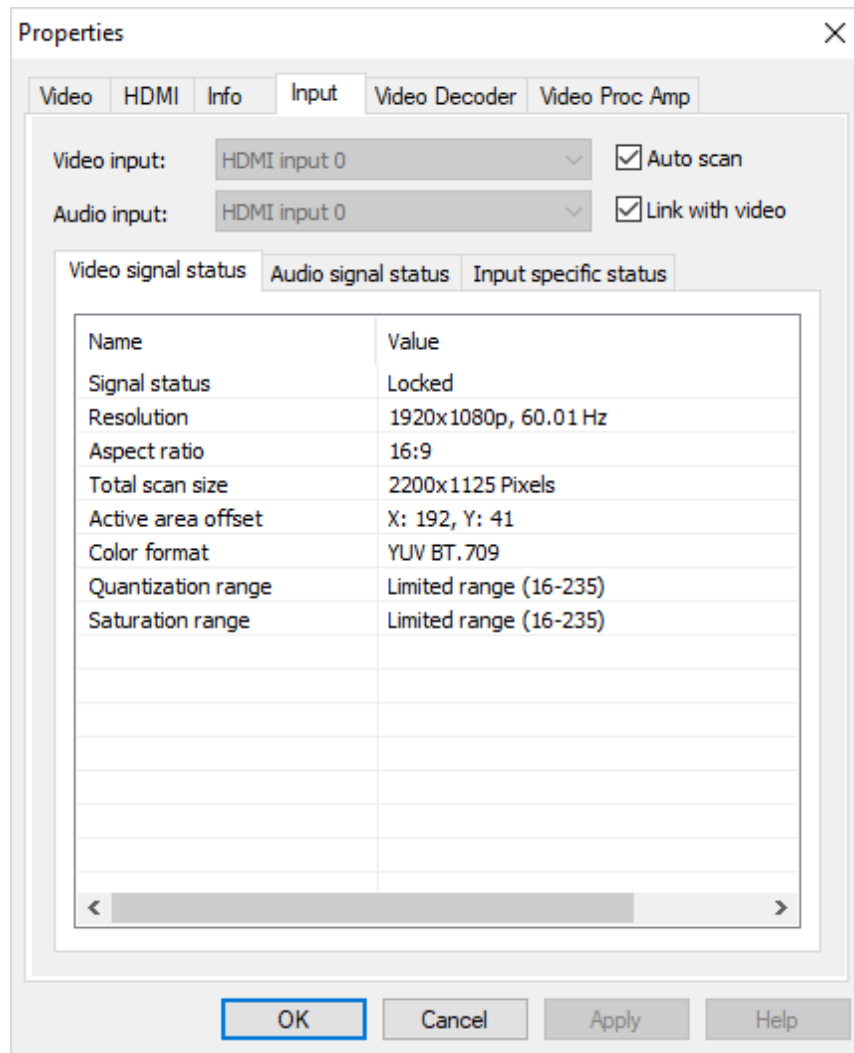 Properties
Video HDMI Info Input Video Decoder Video Proc Amp
Video input: HDMI input 0 Auto scan
Audio input: HDMI input 0 Link with video
Video signal status Audio signal status Input specific status
Name Value
Signal status Locked
Resolution 1920x1080p, 60.01 Hz
Aspect ratio 16:9
Total scan size 2200x1125 Pixels
Active area offset X: 192, Y: 41
Color format YUV BT.709
Quantization range Limited range (16-235)
Saturation range Limited range (16-235)
OK Cancel Apply Help